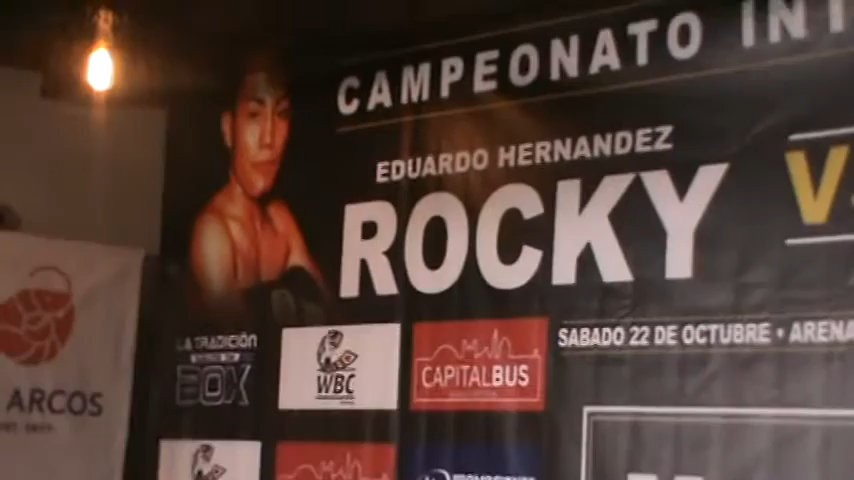 CAMPEONATO
EDUARDO HERNANDEZ
ROCKY
V
SABADO 22 DE OCTUBRE • ARENA
LA TRADICIÓN
BOX
WBC
CAPITALBUS
ARCOS